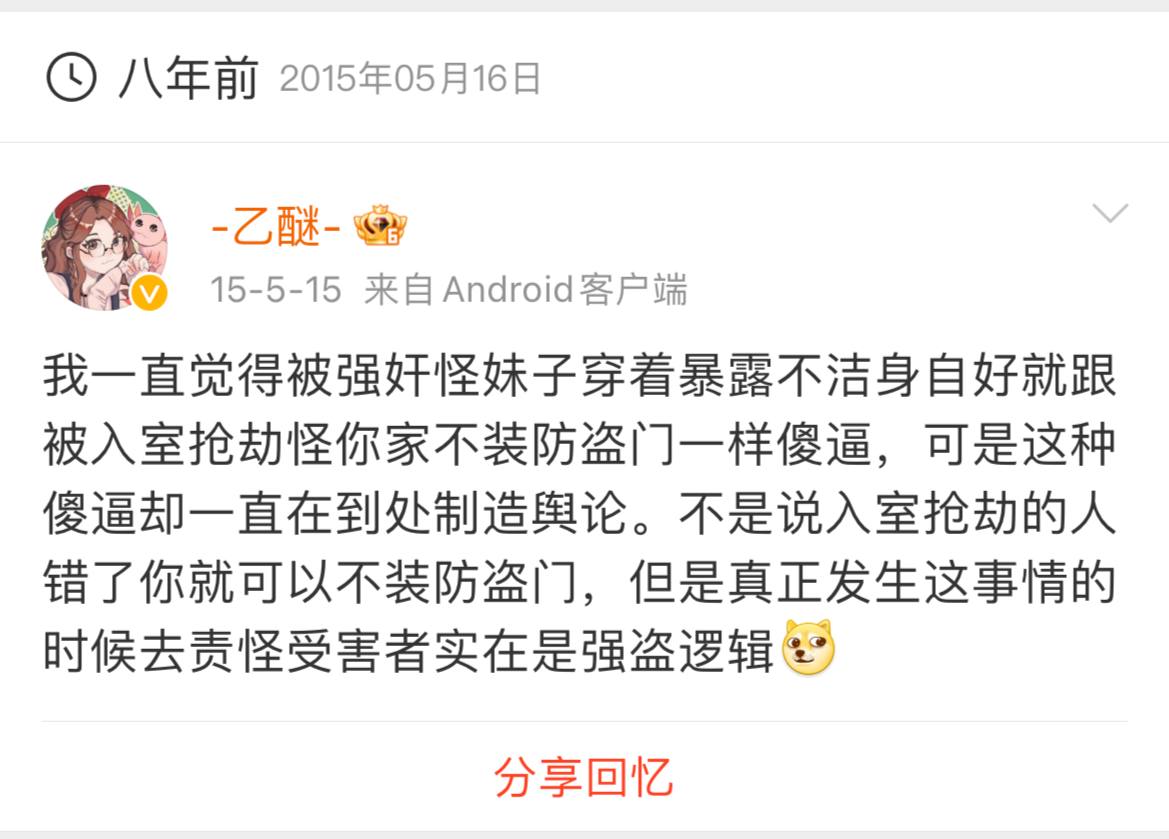 八年前 2015年05月16日
-乙醚- 6
15-5-15 来自Android客户端
我一直觉得被强奸怪妹子穿着暴露不洁身自好就跟
被入室抢劫怪你家不装防盗门一样傻逼，可是这种
傻逼却一直在到处制造舆论。不是说入室抢劫的人
错了你就可以不装防盗门，但是真正发生这事情的
时候去责怪受害者实在是强盗逻辑
分享回忆